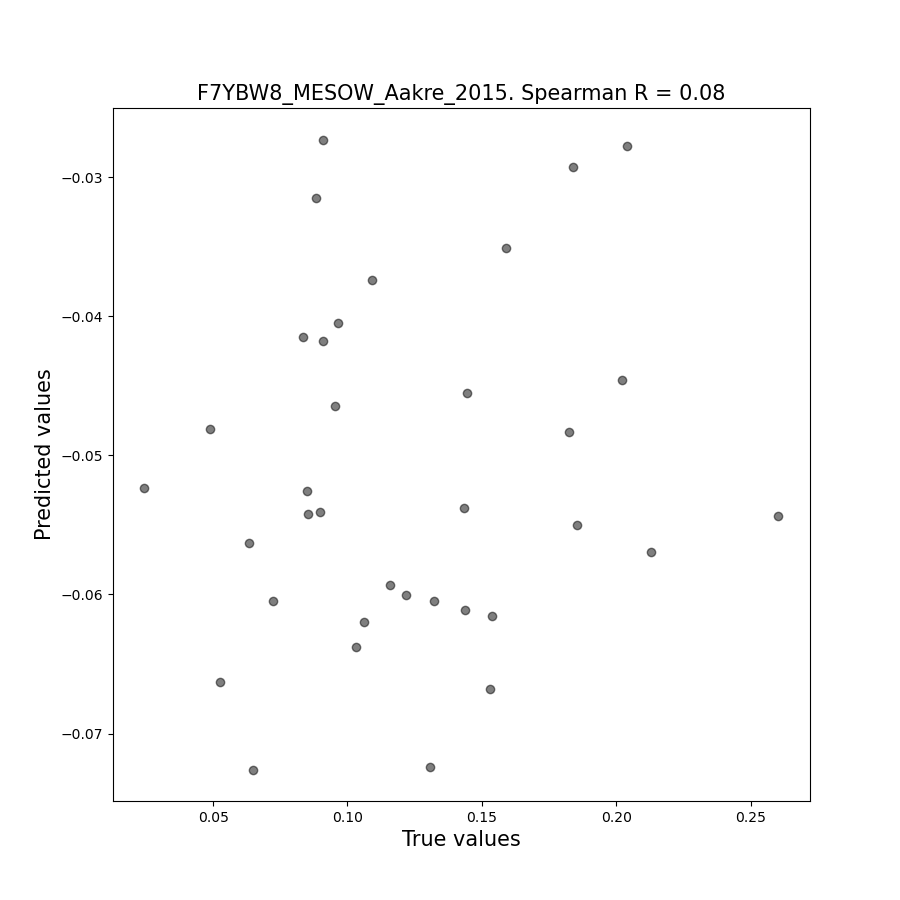 F7YBW8_MESOW_Aakre_2015. Spearman R = 0.08
−0.03
−0.04
−0.05
−0.06
−0.07
Predicted values
0.05 0.10 0.15 0.20 0.25
True values